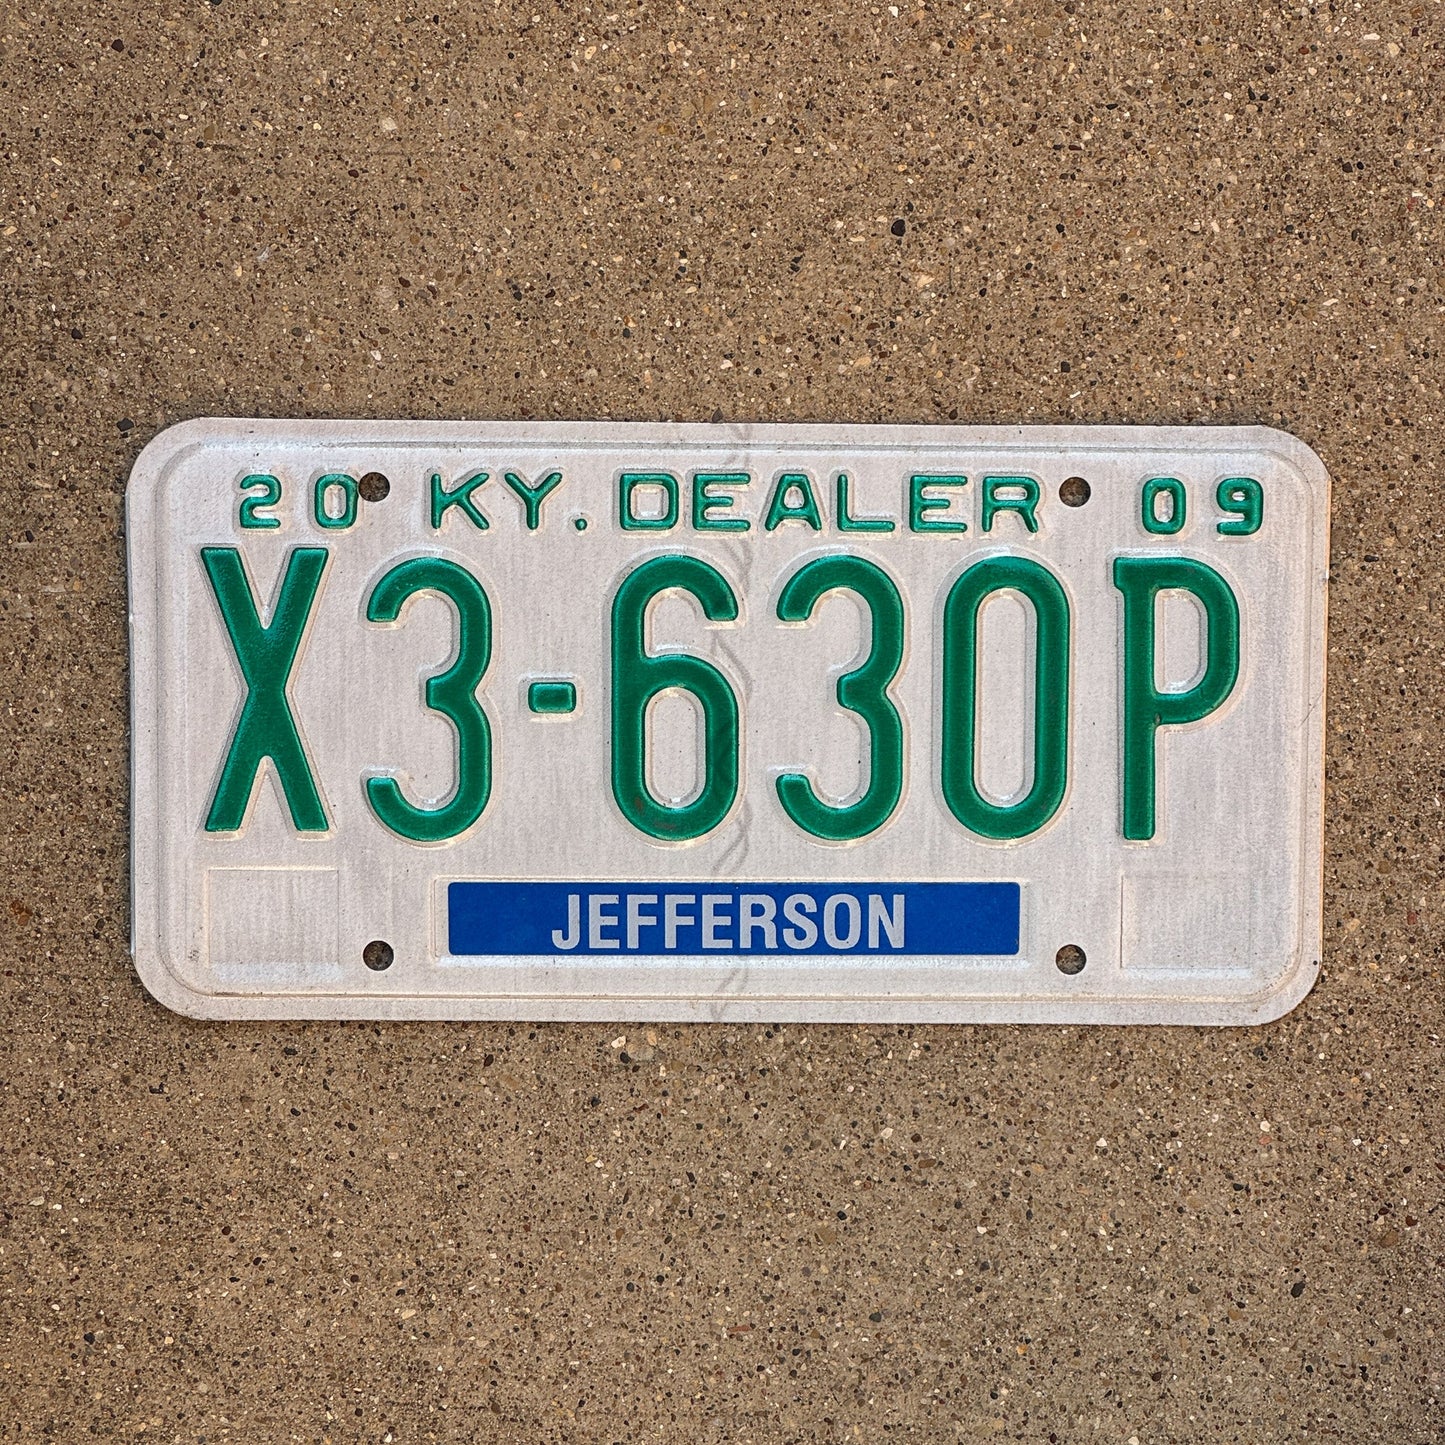 20 KY. DEALER 09
X3-630P
JEFFERSON